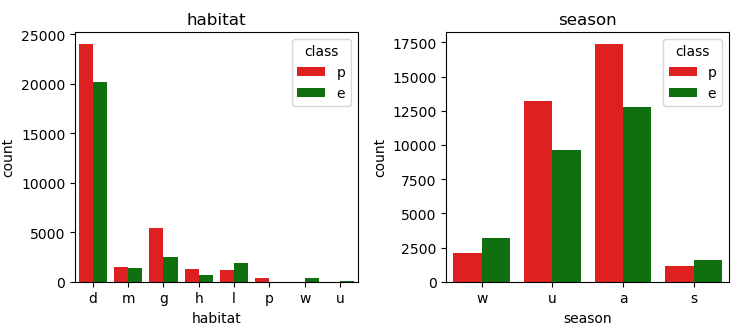 habitat
25000
20000
15000
10000
5000
0
count
d m g h l p w u
habitat
class
p
e
season
17500
15000
12500
10000
7500
5000
2500
0
count
w u a s
season
class
p
e